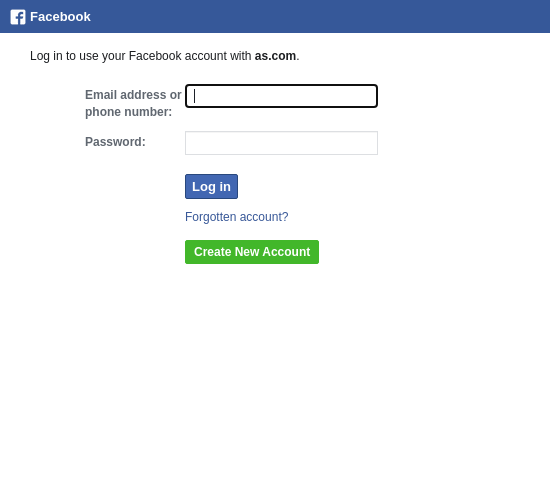 Facebook
Log in to use your Facebook account with as.com.
Email address or
phone number:
Password:
Log in
Forgotten account?
Create New Account